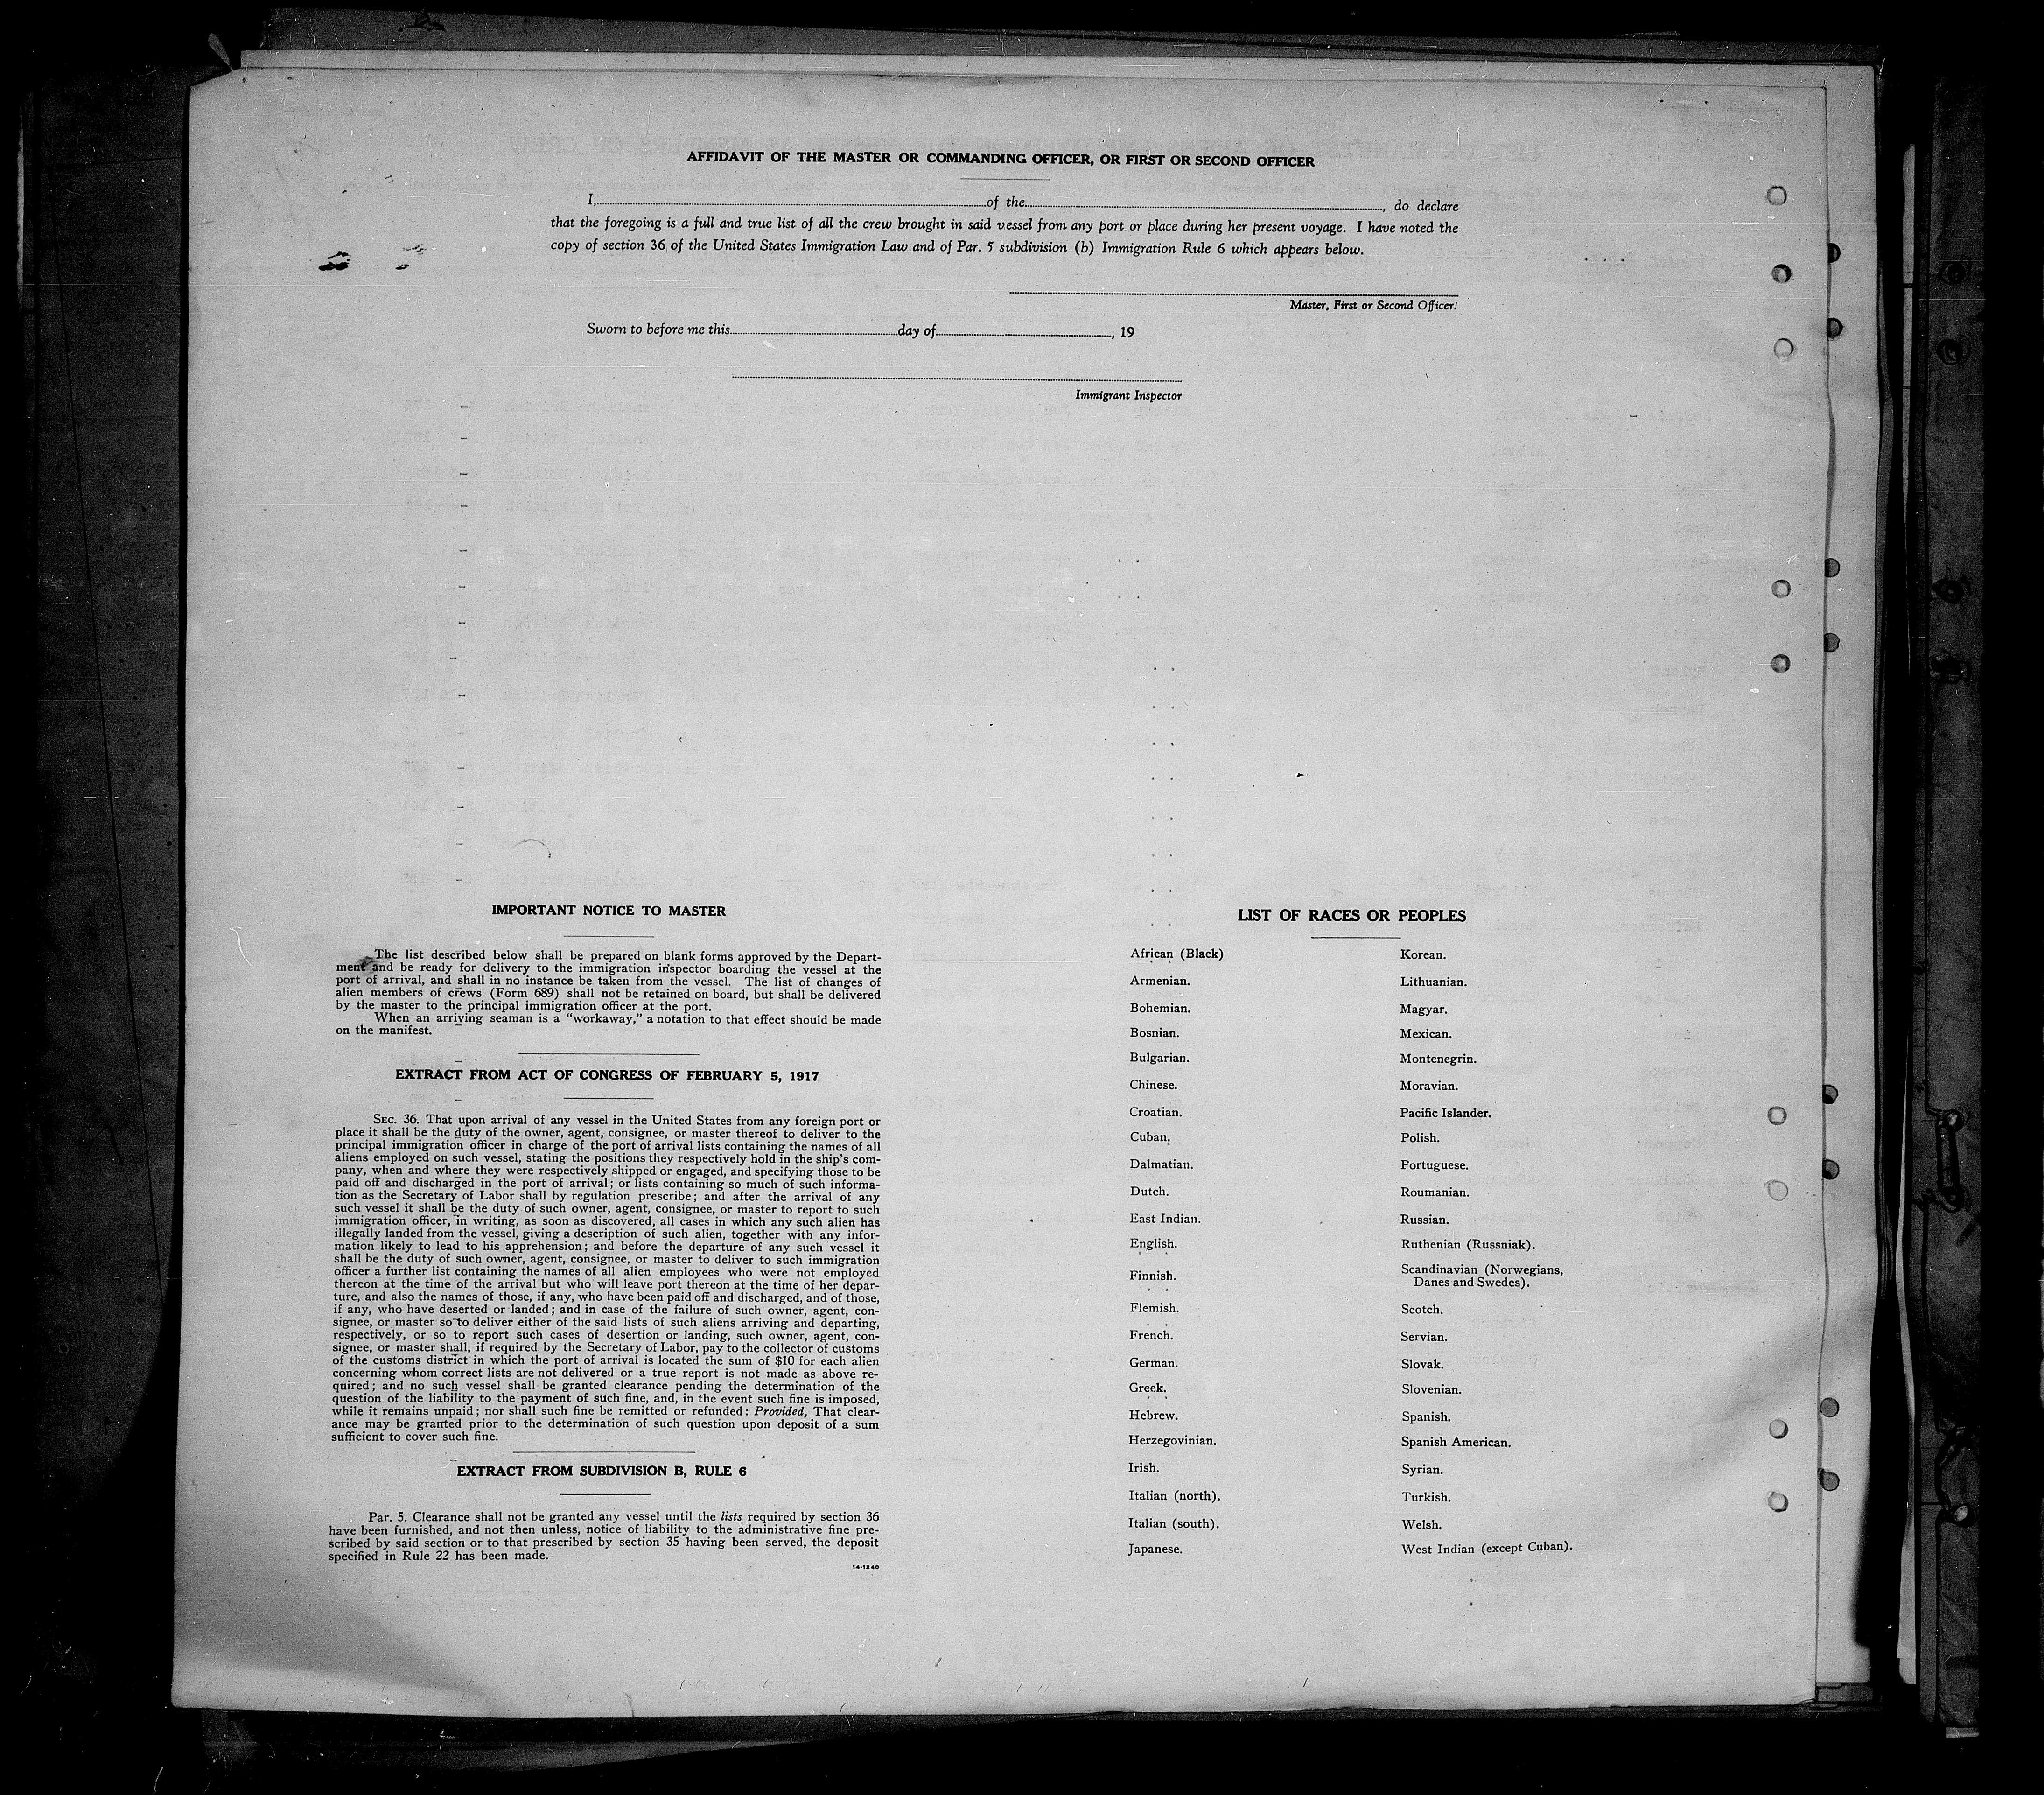 AFFIDAVIT OF THE MASTER OR COMMANDING OFFICER, OR FIRST OR SECOND OFFICER
I, of the , do declare
that the foregoing is a full and true list of all the crew brought in said vessel from any port or place during her present voyage. I have noted the
copy of section 36 of the United States Immigration Law and of Par. 5 subdivision (b) Immigration Rule 6 which appears below.
Master, First or Second Officer.
Sworn to before me this day of , 19
Immigrant Inspector
IMPORTANT NOTICE TO MASTER
The list described below shall be prepared on blank forms approved by the Depart-
ment and be ready for delivery to the immigration inspector boarding the vessel at the
port of arrival, and shall in no instance be taken from the vessel. The list of changes of
alien members of crews (Form 689) shall not be retained on board, but shall be delivered
by the master to the principal immigration officer at the port.
When an arriving seaman is a "workaway," a notation to that effect should be made
on the manifest.
EXTRACT FROM ACT OF CONGRESS OF FEBRUARY 5, 1917
SEC. 36. That upon arrival of any vessel in the United States from any foreign port or
place it shall be the duty of the owner, agent, consignee, or master thereof to deliver to the
principal immigration officer in charge of the port of arrival lists containing the names of all
aliens employed on such vessel, stating the positions they respectively hold in the ship's com-
pany, when and where they were respectively shipped or engaged, and specifying those to be
paid off and discharged in the port of arrival; or lists containing so much of such informa-
tion as the Secretary of Labor shall by regulation prescribe; and after the arrival of any
such vessel it shall be the duty of such owner, agent, consignee, or master to report to such
immigration officer, in writing, as soon as discovered, all cases in which any such alien has
illegally landed from the vessel, giving a description of such alien, together with any infor-
mation likely to lead to his apprehension; and before the departure of any such vessel it
shall be the duty of such owner, agent, consignee, or master to deliver to such immigration
officer a further list containing the names of all alien employees who were not employed
thereon at the time of the arrival but who will leave port thereon at the time of her depar-
ture, and also the names of those, if any, who have been paid off and discharged, and of those,
if any, who have deserted or landed; and in case of the failure of such owner, agent, con-
signee, or master so to deliver either of the said lists of such aliens arriving and departing,
respectively, or so to report such cases of desertion or landing, such owner, agent, con-
signee, or master shall, if required by the Secretary of Labor, pay to the collector of customs
of the customs district in which the port of arrival is located the sum of $10 for each alien
concerning whom correct lists are not delivered or a true report is not made as above re-
quired; and no such vessel shall be granted clearance pending the determination of the
question of the liability to the payment of such fine, and, in the event such fine is imposed,
while it remains unpaid; nor shall such fine be remitted or refunded: Provided, That clear-
ance may be granted prior to the determination of such question upon deposit of a sum
sufficient to cover such fine.
EXTRACT FROM SUBDIVISION B, RULE 6
Par. 5. Clearance shall not be granted any vessel until the lists required by section 36
have been furnished, and not then unless, notice of liability to the administrative fine pre-
scribed by said section or to that prescribed by section 35 having been served, the deposit
specified in Rule 22 has been made.
14-1240
LIST OF RACES OR PEOPLES
African (Black)
Armenian.
Bohemian.
Bosnian.
Bulgarian.
Chinese.
Croatian.
Cuban.
Dalmatian.
Dutch.
East Indian.
English.
Finnish.
Flemish.
French.
German.
Greek.
Hebrew.
Herzegovinian.
Irish.
Italian (north).
Italian (south).
Japanese.
Korean.
Lithuanian.
Magyar.
Mexican.
Montenegrin.
Moravian.
Pacific Islander.
Polish.
Portuguese.
Roumanian.
Russian.
Ruthenian (Russniak).
Scandinavian (Norwegians,
Danes and Swedes).
Scotch.
Servian.
Slovak.
Slovenian.
Spanish.
Spanish American.
Syrian.
Turkish.
Welsh.
West Indian (except Cuban).